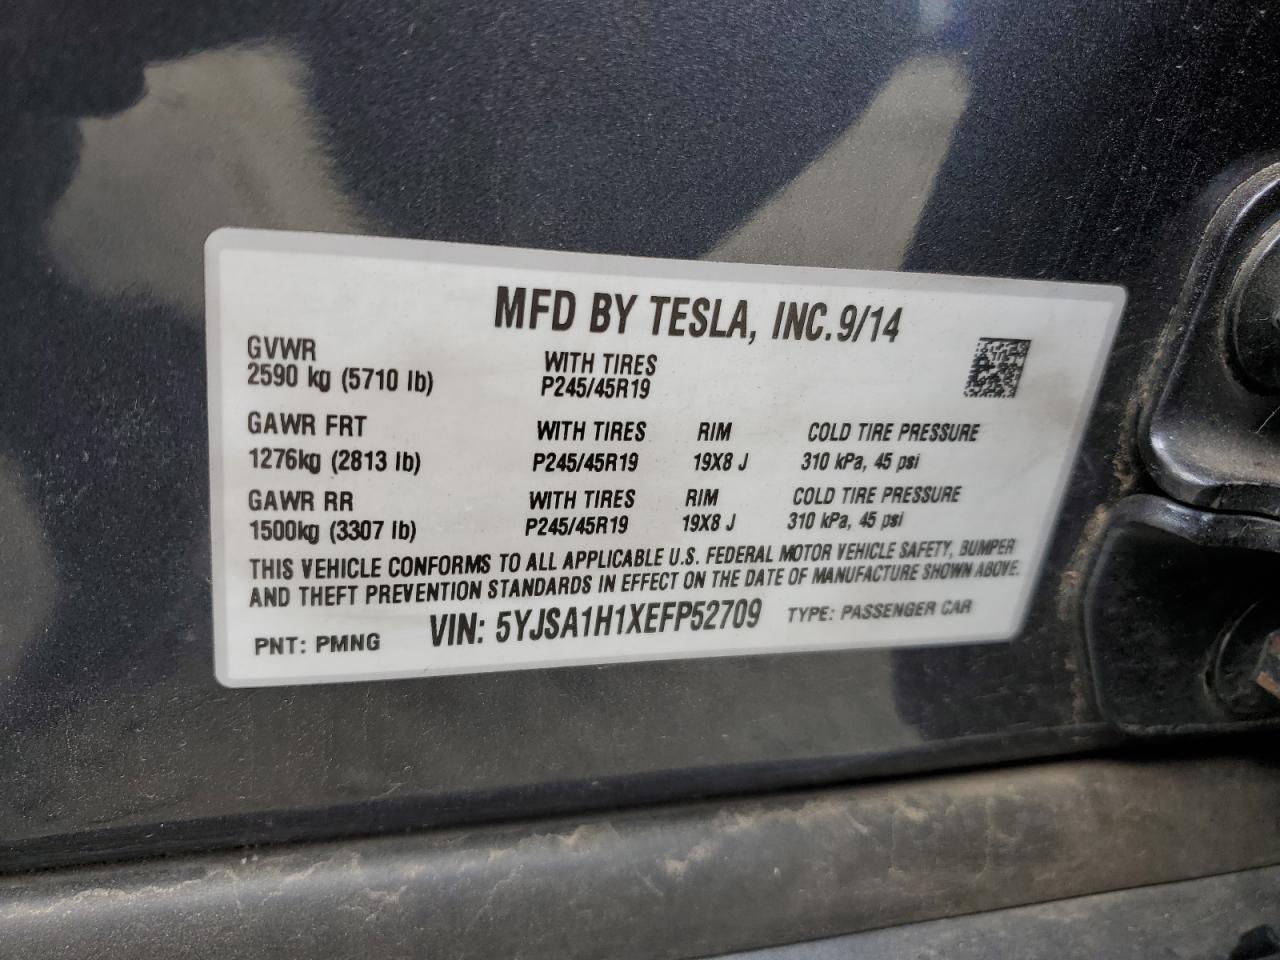 MFD BY TESLA, INC. 9/14
GVWR
2590 kg (5710 lb)
WITH TIRES
P245/45R19
GAWR FRT WITH TIRES RIM COLD TIRE PRESSURE
1276kg (2813 lb) P245/45R19 19X8 J 310 kPa, 45 psi
GAWR RR WITH TIRES RIM COLD TIRE PRESSURE
1500kg (3307 lb) P245/45R19 19X8 J 310 kPa, 45 psi
THIS VEHICLE CONFORMS TO ALL APPLICABLE U.S. FEDERAL MOTOR VEHICLE SAFETY, BUMPER
AND THEFT PREVENTION STANDARDS IN EFFECT ON THE DATE OF MANUFACTURE SHOWN ABOVE.
PNT: PMNG VIN: 5YJSA1H1XEFP52709 TYPE: PASSENGER CAR